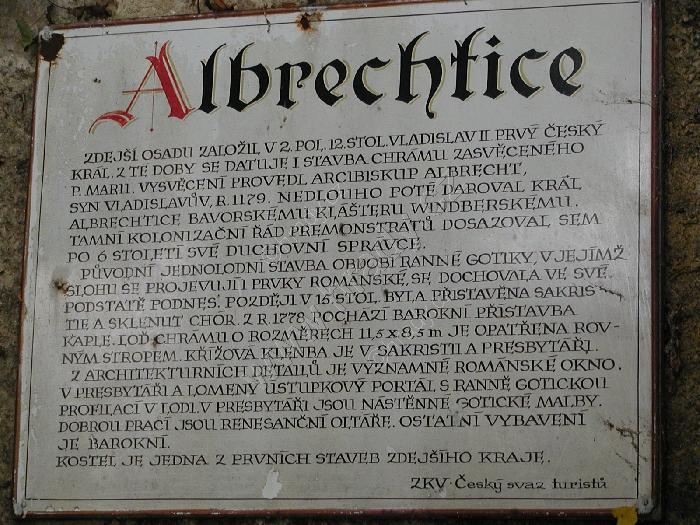 Albrechtice
ZDEJŠÍ OSADU ZALOŽIL V 2. POL. 12. STOL. VLADISLAV II. PRVÝ ČESKÝ
KRÁL. Z TÉ DOBY SE DATUJE I STAVBA CHRÁMU ZASVĚCENÉHO
P. MARII. VYSVĚCENÍ PROVEDL ARCIBISKUP ALBRECHT,
SYN VLADISLAVŮV, R. 1179. NEDLOUHO POTÉ DAROVAL KRÁL
ALBRECHTICE BAVORSKÉMU KLÁŠTERU WINDBERSKÉMU.
TAMNÍ KOLONIZAČNÍ ŘÁD PREMONSTRÁTŮ DOSAZOVAL SEM
PO 6 STOLETÍ SVÉ DUCHOVNÍ SPRÁVCE.
PŮVODNÍ JEDNOLODNÍ STAVBA OBDOBÍ RANNÉ GOTIKY, V JEJÍMŽ
SLOHU SE PROJEVUJÍ I PRVKY ROMÁNSKÉ, SE DOCHOVALA VE SVÉ
PODSTATĚ PODNES. POZDĚJI V 15. STOL. BYLA PŘISTAVĚNA SAKRIS-
TIE A SKLENUT CHÓR. Z R. 1778 POCHÁZÍ BAROKNÍ PŘÍSTAVBA
KAPLE. LOĎ CHRÁMU O ROZMĚRECH 11,5 x 8,5 m JE OPATŘENA ROV-
NÝM STROPEM. KŘÍŽOVÁ KLENBA JE V SAKRISTII A PRESBYTÁŘI.
Z ARCHITEKTURNÍCH DETAILŮ JE VÝZNAMNÉ ROMÁNSKÉ OKNO.
V PRESBYTÁŘI A LOMENÝ ÚSTUPKOVÝ PORTÁL S RANNĚ GOTICKOU
PROFILACÍ V LODI. V PRESBYTÁŘI JSOU NÁSTĚNNÉ GOTICKÉ MALBY.
DOBROU PRACÍ JSOU RENESANČNÍ OLTÁŘE. OSTATNÍ VYBAVENÍ
JE BAROKNÍ.
KOSTEL JE JEDNA Z PRVNÍCH STAVEB ZDEJŠÍHO KRAJE.
ZKV - Český svaz turistů